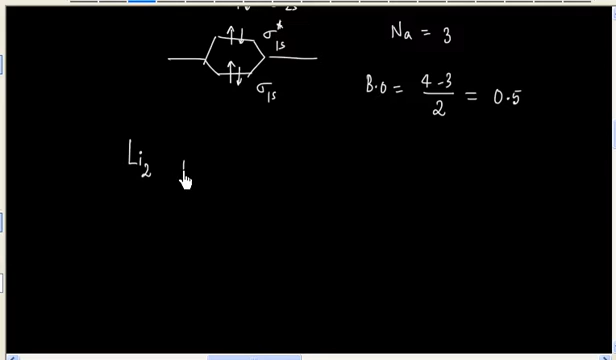 σ*1s
Na = 3
σ1s
B.O = 4-3/2 = 0.5
Li2